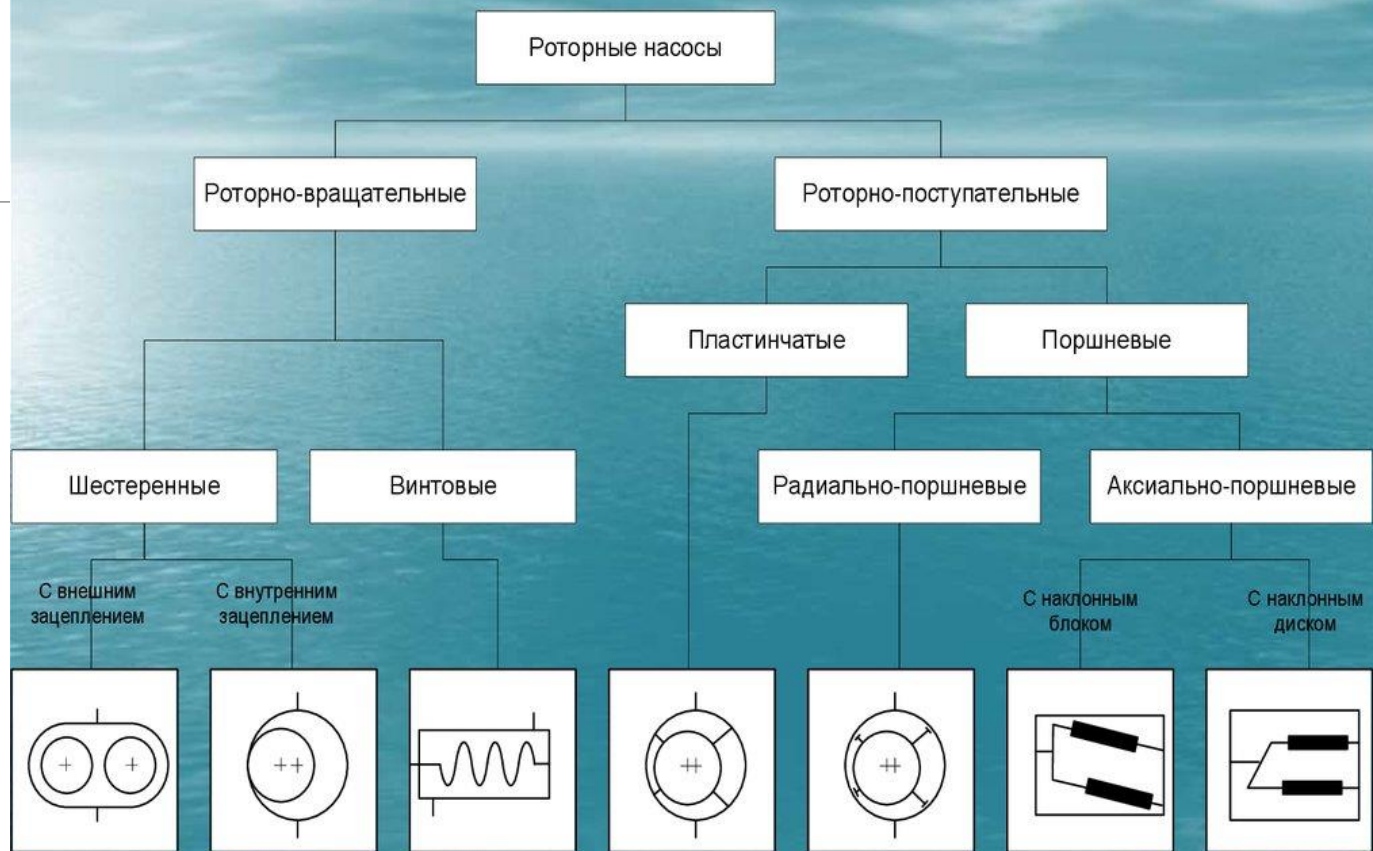 Роторные насосы
Роторно-вращательные
Роторно-поступательные
Пластинчатые
Поршневые
Шестеренные
Винтовые
Радиально-поршневые
Аксиально-поршневые
С внешним
зацеплением
С внутренним
зацеплением
С наклонным
блоком
С наклонным
диском